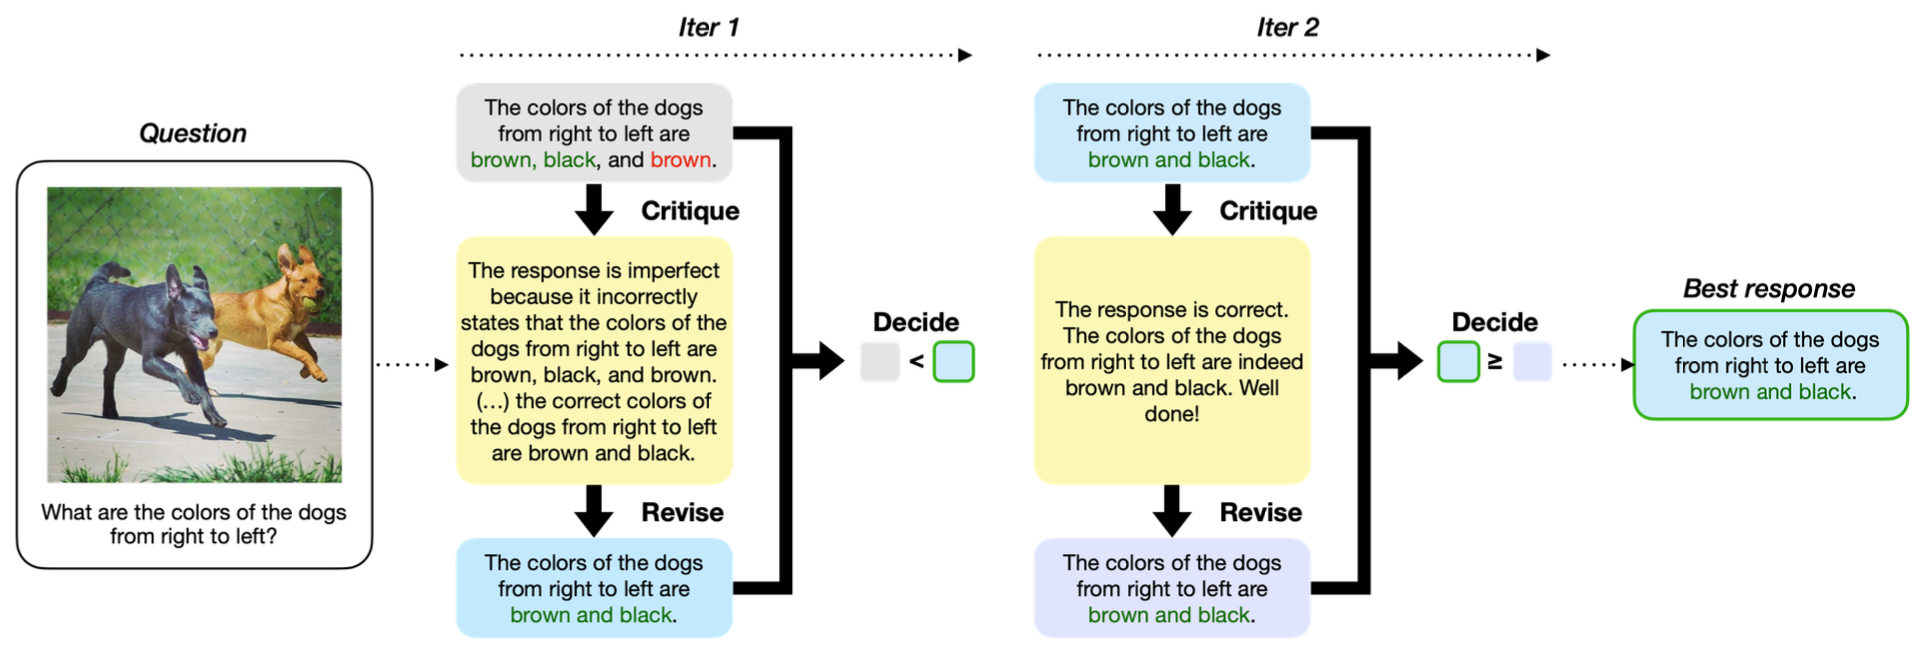 Question
What are the colors of the dogs
from right to left?
Iter 1
The colors of the dogs
from right to left are
brown, black, and brown.
Critique
The response is imperfect
because it incorrectly
states that the colors of the
dogs from right to left are
brown, black, and brown.
(...) the correct colors of
the dogs from right to left
are brown and black.
Revise
The colors of the dogs
from right to left are
brown and black.
Decide
<
Iter 2
The colors of the dogs
from right to left are
brown and black.
Critique
The response is correct.
The colors of the dogs
from right to left are indeed
brown and black. Well
done!
Revise
The colors of the dogs
from right to left are
brown and black.
Decide
≥
Best response
The colors of the dogs
from right to left are
brown and black.